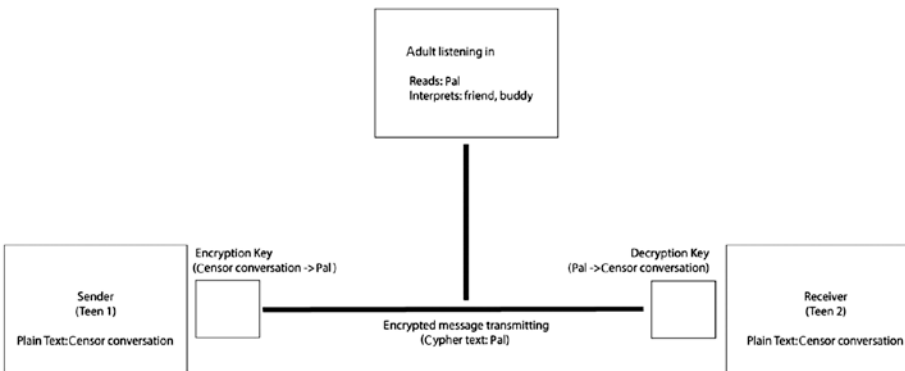 Adult listening in
Reads: Pal
Interprets: friend, buddy
Encryption Key
(Censor conversation ->Pal)
Decryption Key
(Pal ->Censor conversation)
Sender
(Teen 1)
Plain Text:Censor conversation
Encrypted message transmitting
(Cypher text: Pal)
Receiver
(Teen 2)
Plain Text:Censor conversation